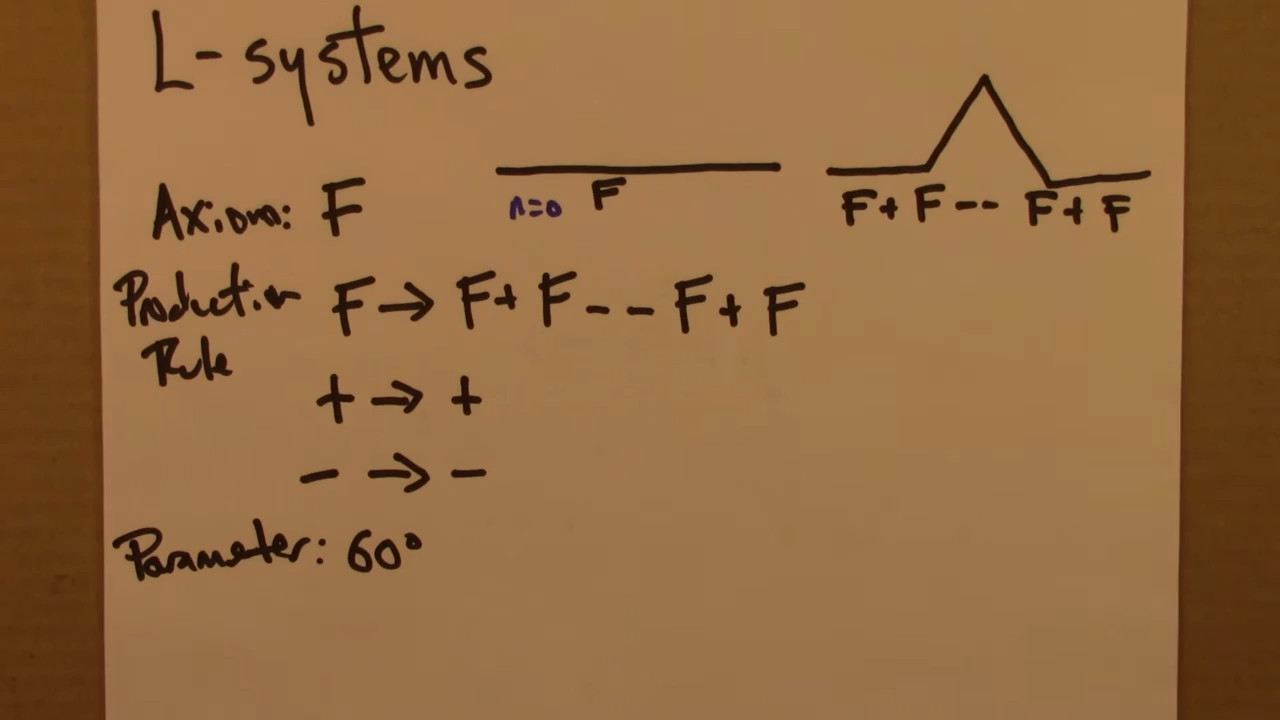 L-systems
Axiom: F
n=0 F
F+F-- F+F
Production Rule
F→F+F--F+F
+→+
-→-
Parameter: 60°